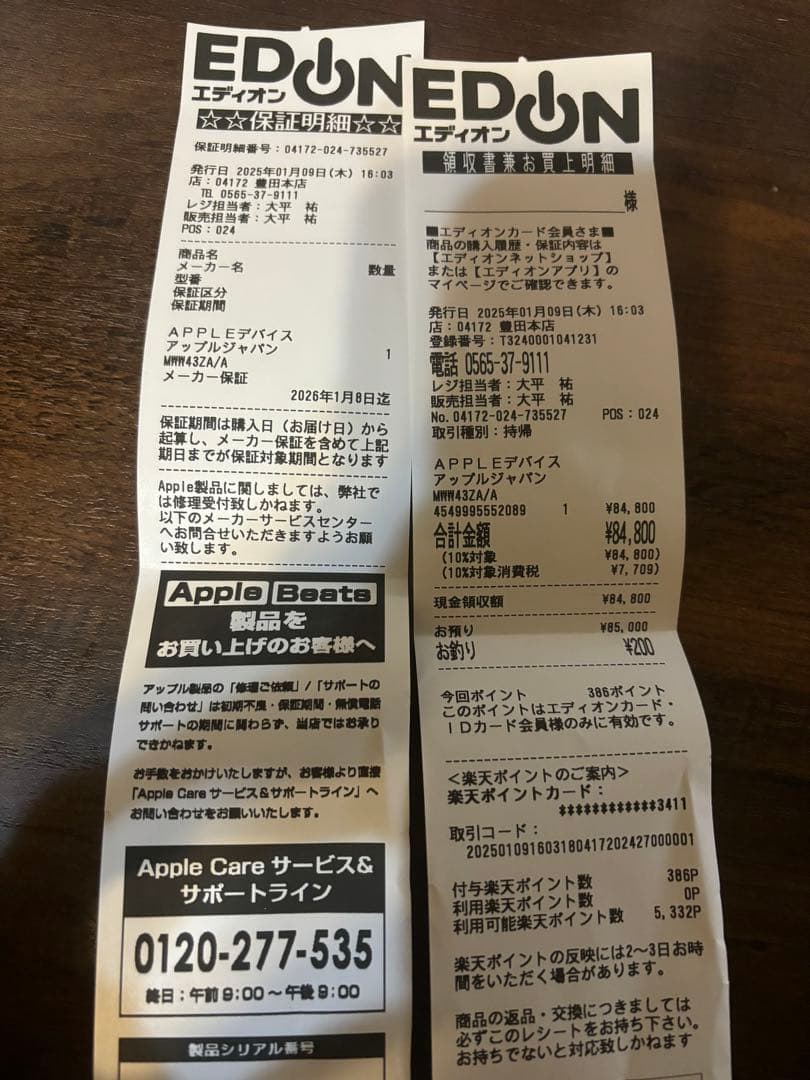 EDION
エディオン
☆☆保証明細☆☆
保証明細番号：04172-024-735527
発行日 2025年01月09日(木) 16:03
店：04172 豊田本店
TEL 0565-37-9111
レジ担当者：大平 祐
販売担当者：大平 祐
POS：024
商品名
メーカー名 数量
型番
保証区分
保証期間
ＡＰＰＬＥデバイス
アップルジャパン 1
MWW43ZA/A
メーカー保証
2026年1月8日迄
保証期間は購入日（お届け日）から
起算し、メーカー保証を含めて上記
期日までが保証対象期間となります
Apple製品に関しましては、弊社で
は修理受付致しかねます。
以下のメーカーサービスセンター
へお問合せいただきますようお願
い致します。
Apple Beats
製品を
お買い上げのお客様へ
アップル製品の「修理ご依頼」/「サポートの
問い合わせ」は初期不良・保証期間・無償電話
サポートの期間に関わらず、当店ではお承り
できかねます。
お手数をおかけいたしますが、お客様より直接
「Apple Care サービス&サポートライン」へ
お問い合わせをお願いいたします。
Apple Care サービス&
サポートライン
0120-277-535
終日：午前9:00～午後9:00
製品シリアル番号
EDION
エディオン
領収書兼お買上明細
様
■エディオンカード会員さま■
商品の購入履歴・保証内容は
【エディオンネットショップ】
または【エディオンアプリ】の
マイページでご確認できます。
発行日 2025年01月09日(木) 16:03
店：04172 豊田本店
登録番号：T3240001041231
電話 0565-37-9111
レジ担当者：大平 祐
販売担当者：大平 祐
No.04172-024-735527 POS：024
取引種別：持帰
ＡＰＰＬＥデバイス
アップルジャパン
MWW43ZA/A
4549995552089 1 ¥84,800
合計金額 ¥84,800
(10%対象 ¥84,800)
(10%対象消費税 ¥7,709)
現金領収額 ¥84,800
お預り ¥85,000
お釣り ¥200
今回ポイント 386ポイント
このポイントはエディオンカード・
ＩＤカード会員様のみに有効です。
＜楽天ポイントのご案内＞
楽天ポイントカード：
************3411
取引コード：
2025010916031804172024270000​01
付与楽天ポイント数 386P
利用楽天ポイント数 0P
利用可能楽天ポイント数 5,332P
楽天ポイントの反映には2～3日お時
間をいただく場合があります。
商品の返品・交換につきましては
必ずこのレシートをお持ち下さい。
お持ちでないと対応致しかねます